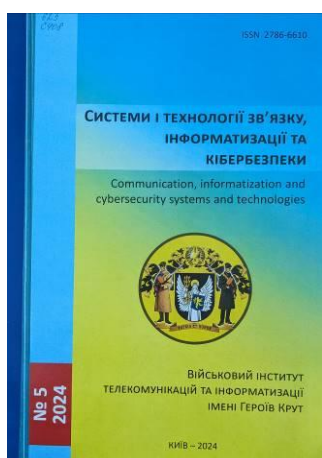 ISSN 2786-6610
СИСТЕМИ І ТЕХНОЛОГІЇ ЗВ’ЯЗКУ,
ІНФОРМАТИЗАЦІЇ ТА
КІБЕРБЕЗПЕКИ
Communication, informatization and
cybersecurity systems and technologies
ВІЙСЬКОВИЙ ІНСТИТУТ
ТЕЛЕКОМУНІКАЦІЙ ТА ІНФОРМАТИЗАЦІЇ
ІМЕНІ ГЕРОЇВ КРУТ
№ 5
2024
КИЇВ – 2024